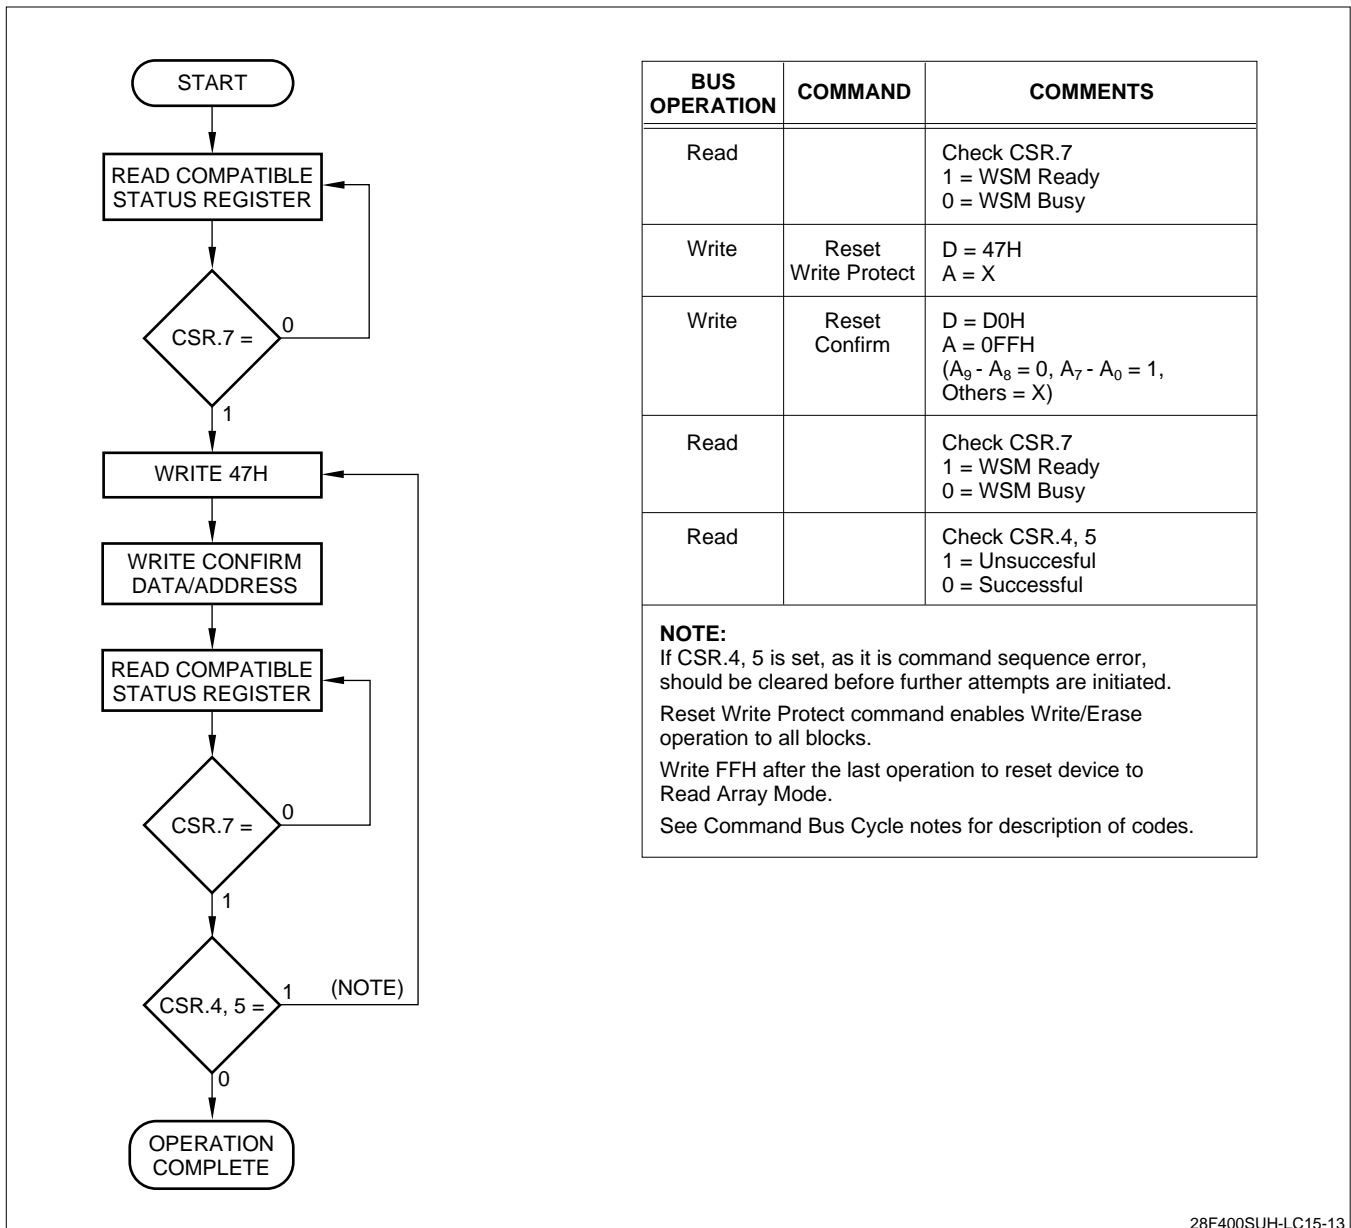 START
READ COMPATIBLE
STATUS REGISTER
CSR.7 =
0
1
WRITE 47H
WRITE CONFIRM
DATA/ADDRESS
READ COMPATIBLE
STATUS REGISTER
CSR.7 =
0
1
CSR.4, 5 =
1
(NOTE)
0
OPERATION
COMPLETE
BUS
OPERATION
COMMAND
COMMENTS
Read
Check CSR.7
1 = WSM Ready
0 = WSM Busy
Write
Reset
Write Protect
D = 47H
A = X
Write
Reset
Confirm
D = D0H
A = 0FFH
(A9 - A8 = 0, A7 - A0 = 1,
Others = X)
Read
Check CSR.7
1 = WSM Ready
0 = WSM Busy
Read
Check CSR.4, 5
1 = Unsuccesful
0 = Successful
NOTE:
If CSR.4, 5 is set, as it is command sequence error,
should be cleared before further attempts are initiated.
Reset Write Protect command enables Write/Erase
operation to all blocks.
Write FFH after the last operation to reset device to
Read Array Mode.
See Command Bus Cycle notes for description of codes.
28F400SUH-LC15-13